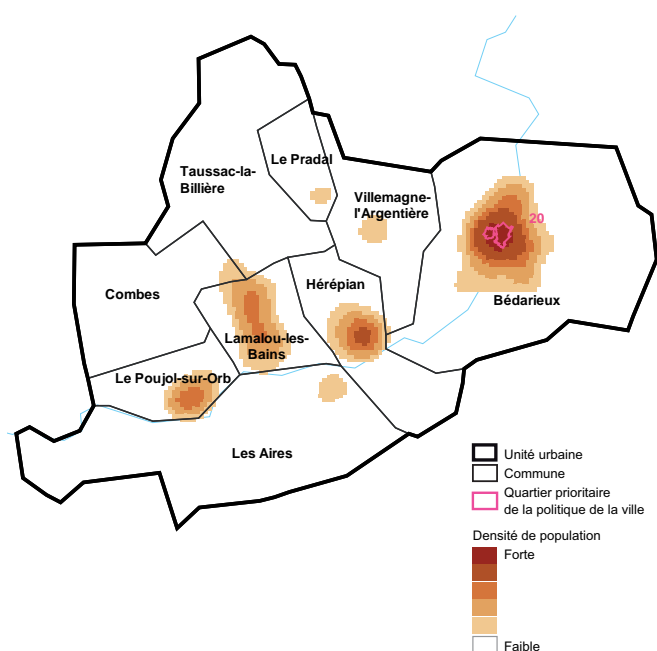 Le Pradal
Taussac-la-
Billière
Villemagne-
l'Argentière
20
Combes
Hérépian
Bédarieux
Lamalou-les-
Bains
Le Poujol-sur-Orb
Les Aires
Unité urbaine
Commune
Quartier prioritaire
de la politique de la ville
Densité de population
Forte
Faible